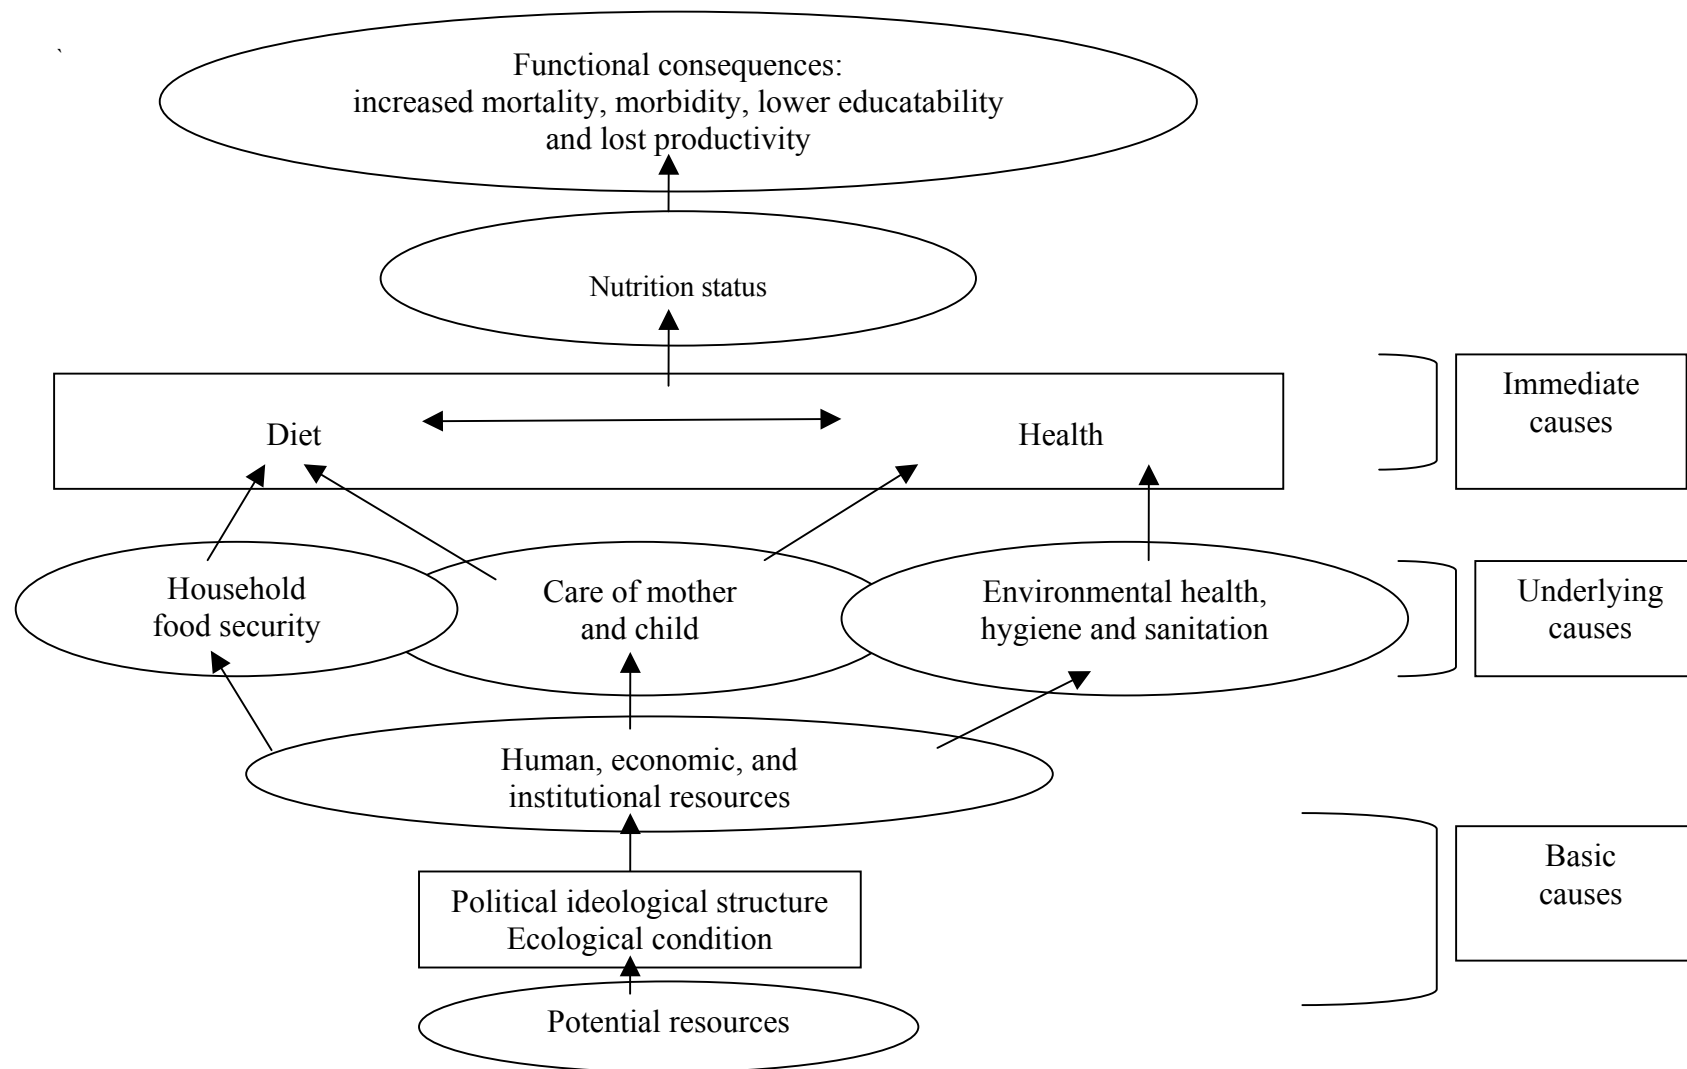 `
Functional consequences:
increased mortality, morbidity, lower educatability
and lost productivity
Nutrition status
Diet
Health
Immediate
causes
Household
food security
Care of mother
and child
Environmental health,
hygiene and sanitation
Underlying
causes
Human, economic, and
institutional resources
Political ideological structure
Ecological condition
Basic
causes
Potential resources